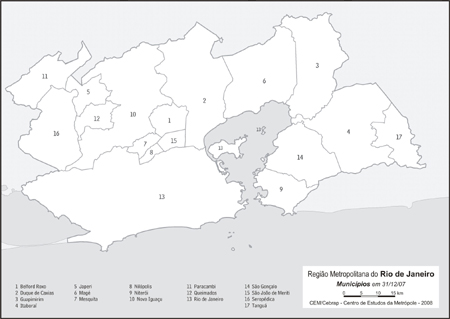 11
5
16
12
10
1
2
6
3
15
7
8
13
13
14
4
17
9
13
Região Metropolitana do Rio de Janeiro
Municípios em 31/12/07
0 5 10 15 km
CEM/Cebrap - Centro de Estudos da Metrópole - 2008
1 Belford Roxo
2 Duque de Caxias
3 Guapimirim
4 Itaboraí
5 Japeri
6 Magé
7 Mesquita
8 Nilópolis
9 Niterói
10 Nova Iguaçu
11 Paracambi
12 Queimados
13 Rio de Janeiro
14 São Gonçalo
15 São João de Meriti
16 Seropédica
17 Tanguá